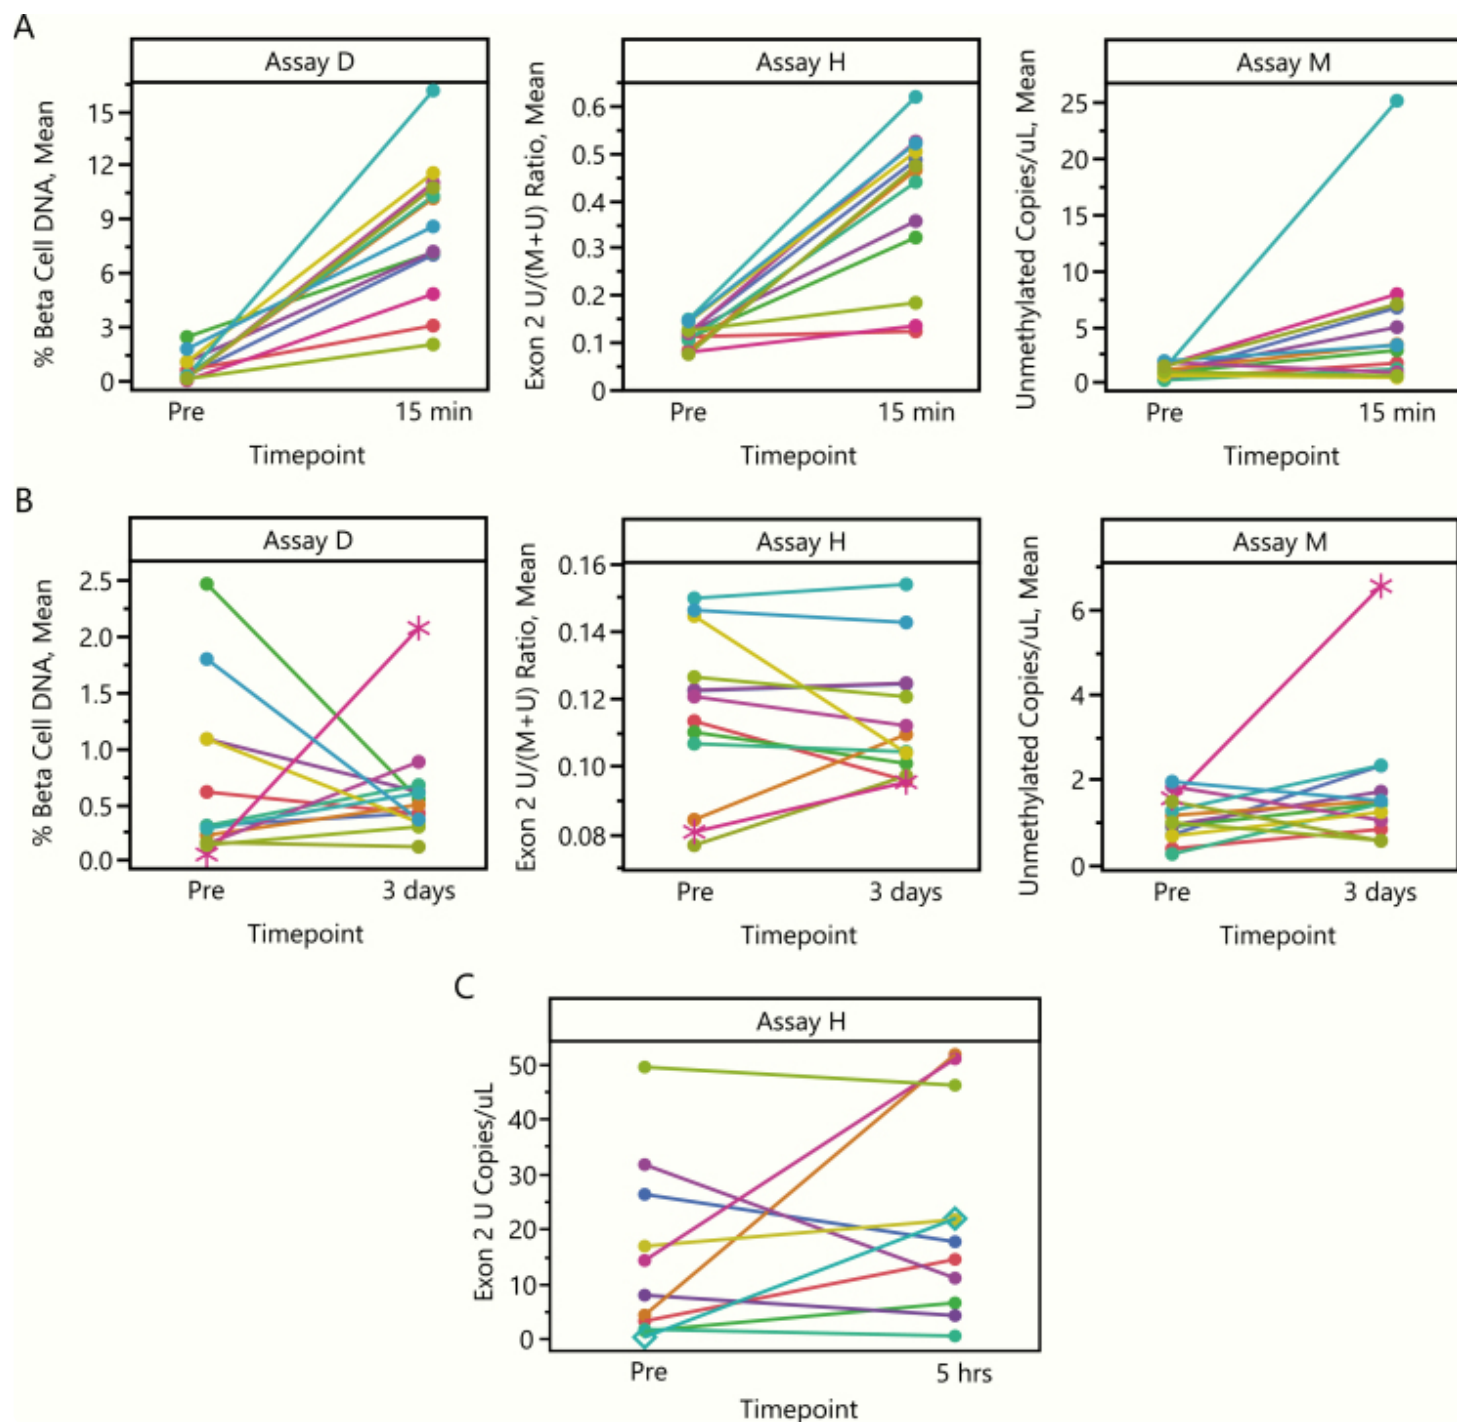 A
Assay D
% Beta Cell DNA, Mean
15
12
9
6
3
0
Pre
15 min
Timepoint
Assay H
Exon 2 U/(M+U) Ratio, Mean
0.6
0.5
0.4
0.3
0.2
0.1
0
Pre
15 min
Timepoint
Assay M
Unmethylated Copies/uL, Mean
25
20
15
10
5
0
Pre
15 min
Timepoint
B
Assay D
% Beta Cell DNA, Mean
2.5
2.0
1.5
1.0
0.5
0.0
Pre
3 days
Timepoint
Assay H
Exon 2 U/(M+U) Ratio, Mean
0.16
0.14
0.12
0.10
0.08
Pre
3 days
Timepoint
Assay M
Unmethylated Copies/uL, Mean
6
4
2
0
Pre
3 days
Timepoint
C
Assay H
Exon 2 U Copies/uL
50
40
30
20
10
0
Pre
5 hrs
Timepoint